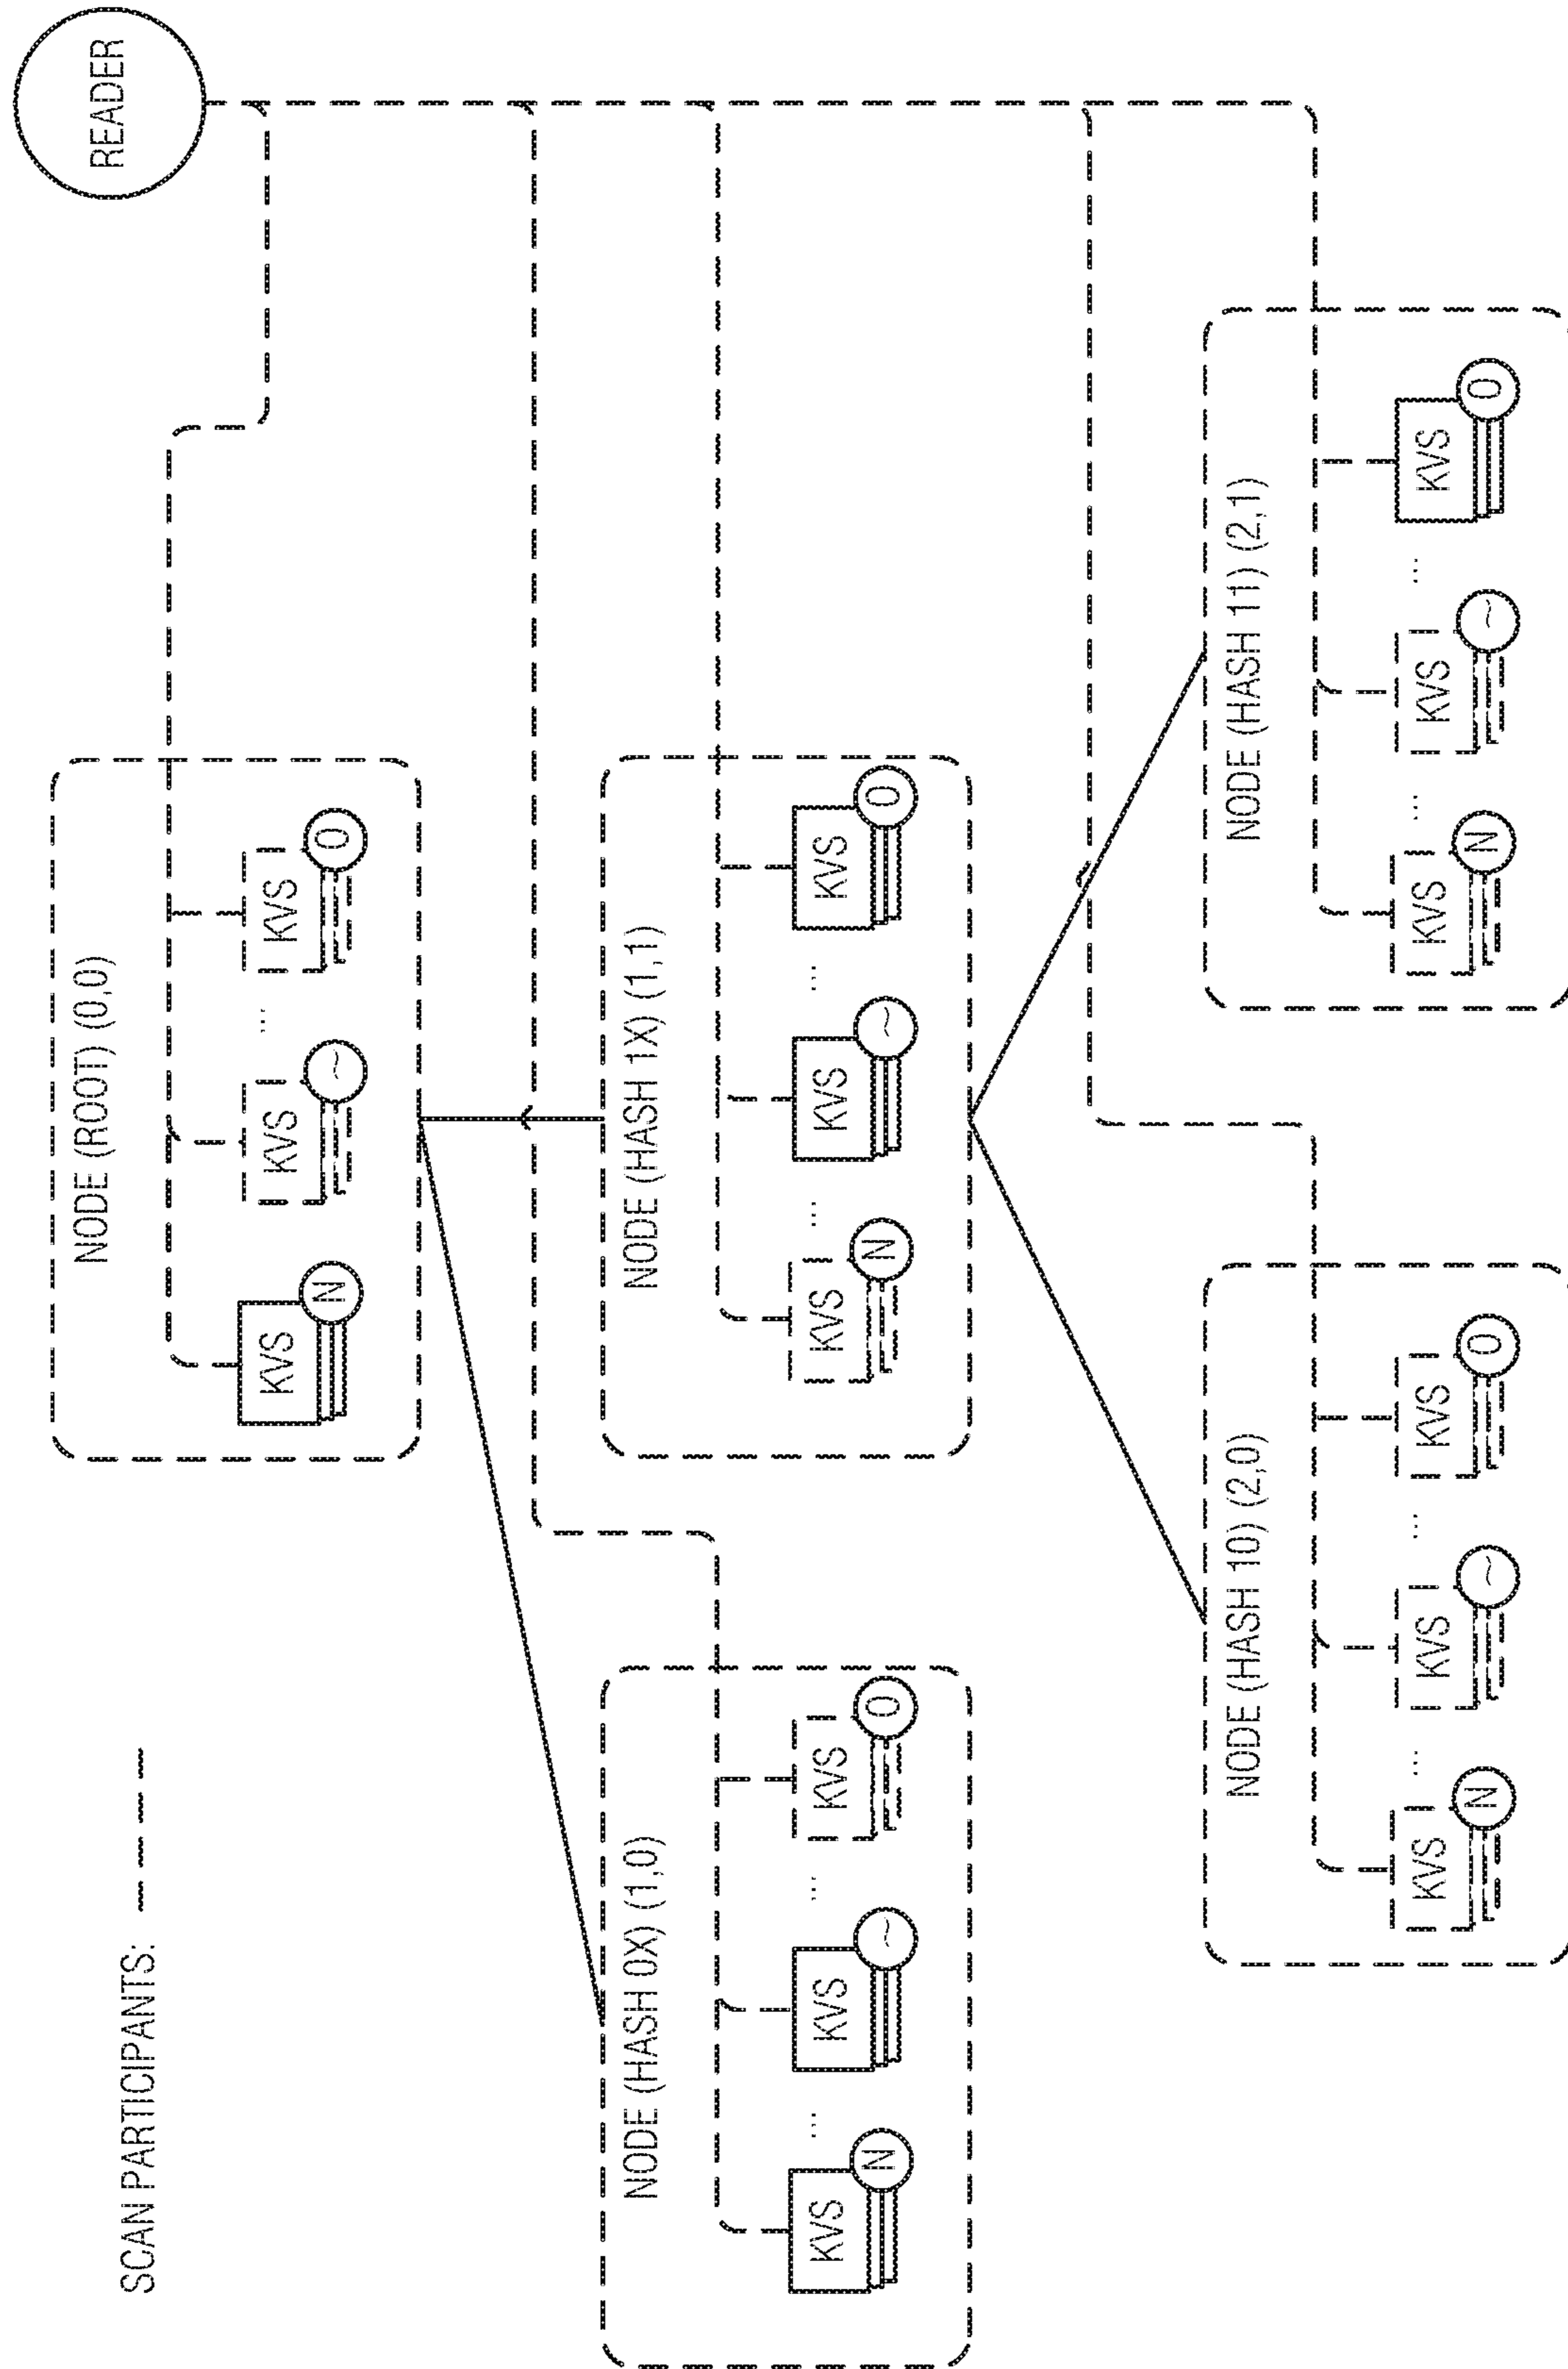 SCAN PARTICIPANTS:
READER
NODE (ROOT) (0,0)
KVS KVS ... KVS
N ~ O
NODE (HASH 0X) (1,0)
KVS ... KVS ... KVS
N ~ O
NODE (HASH 1X) (1,1)
KVS ... KVS ... KVS
N ~ O
NODE (HASH 10) (2,0)
KVS ... KVS ... KVS
N ~ O
NODE (HASH 11) (2,1)
KVS ... KVS ... KVS
N ~ O